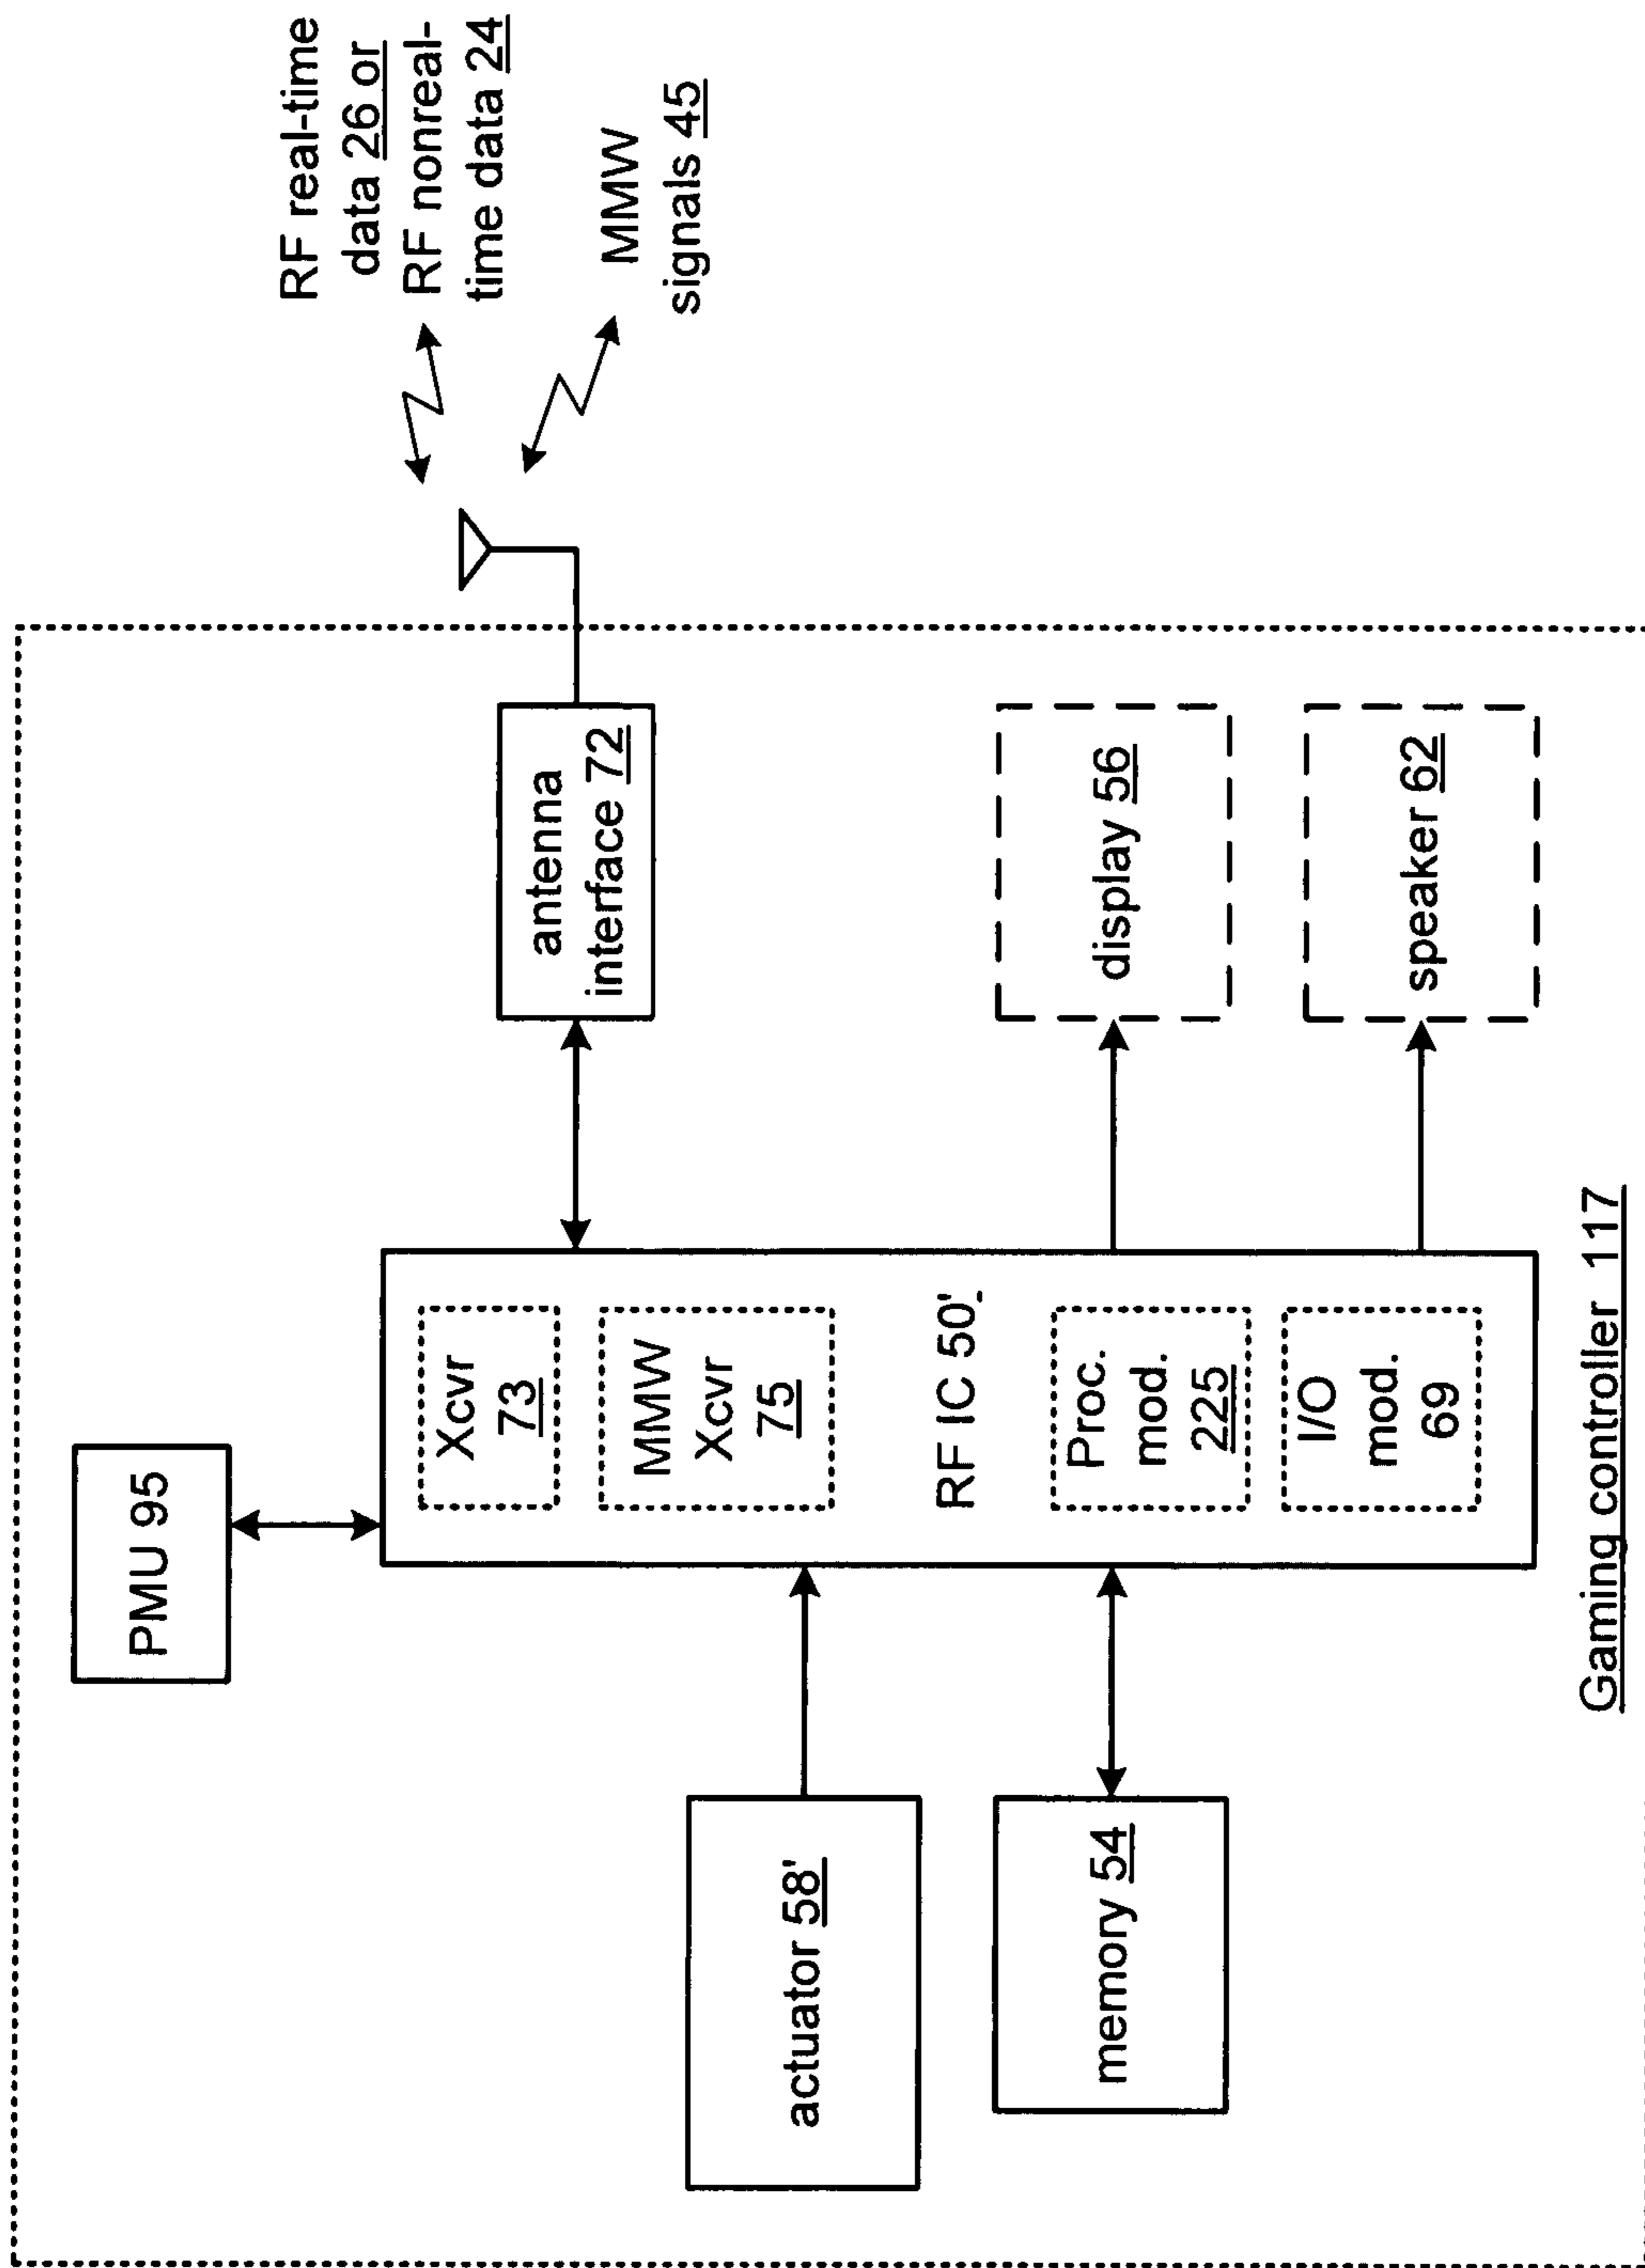 RF real-time
data 26 or
RF nonreal-
time data 24
MMW
signals 45
PMU 95
antenna
interface 72
Xcvr
73
MMW
Xcvr
75
RF IC 50'
Proc.
mod.
225
I/O
mod.
69
actuator 58'
memory 54
display 56
speaker 62
Gaming controller 117